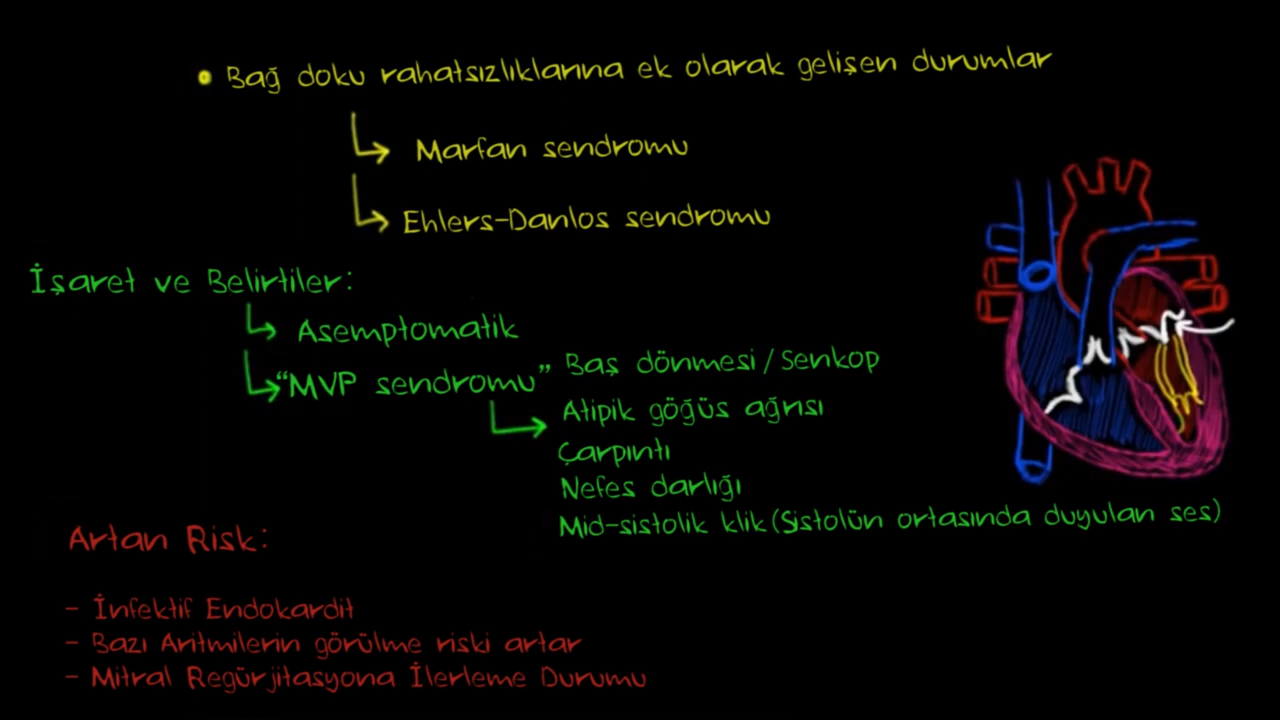 • Bağ doku rahatsızlıklarına ek olarak gelişen durumlar
Marfan sendromu
Ehlers-Danlos sendromu
İşaret ve Belirtiler:
Asemptomatik
"MVP sendromu"
Baş dönmesi / Senkop
Atipik göğüs ağrısı
Çarpıntı
Nefes darlığı
Mid-sistolik klik (Sistolün ortasında duyulan ses)
Artan Risk:
- İnfektif Endokardit
- Bazı Aritmilerin görülme riski artar
- Mitral Regürjitasyona İlerleme Durumu